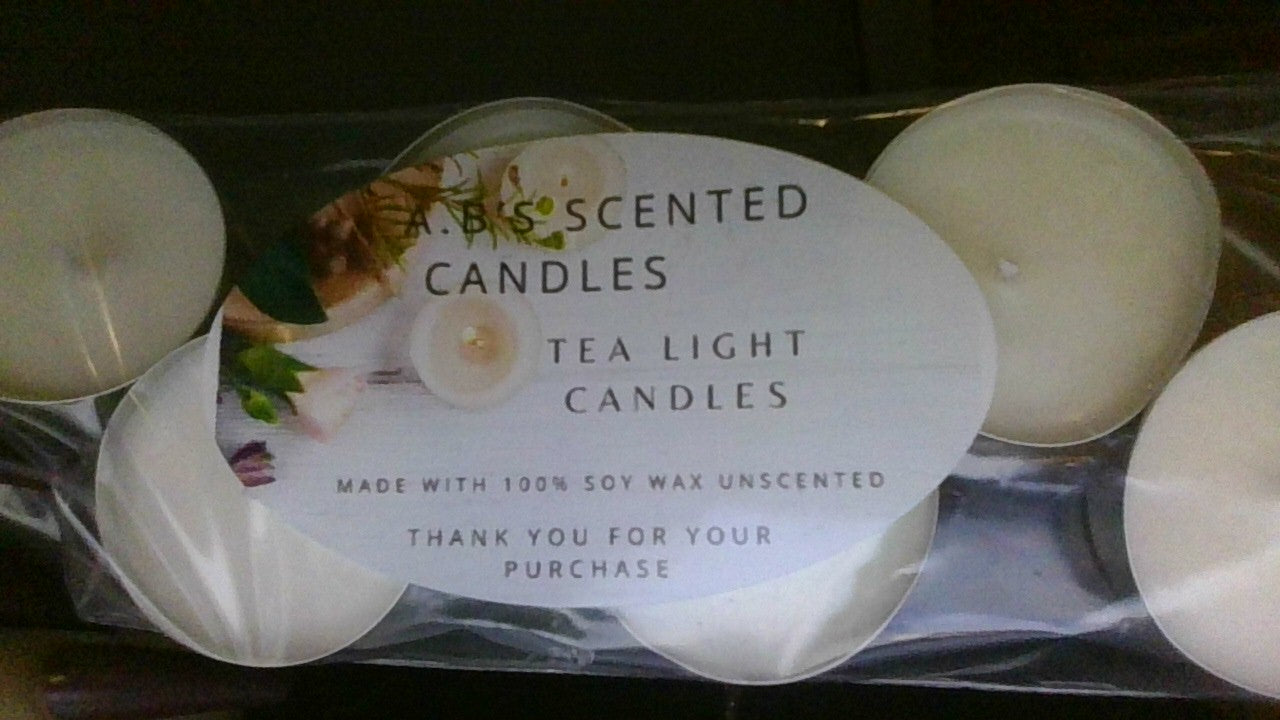 A.B'S SCENTED
CANDLES
TEA LIGHT
CANDLES
MADE WITH 100% SOY WAX UNSCENTED
THANK YOU FOR YOUR
PURCHASE